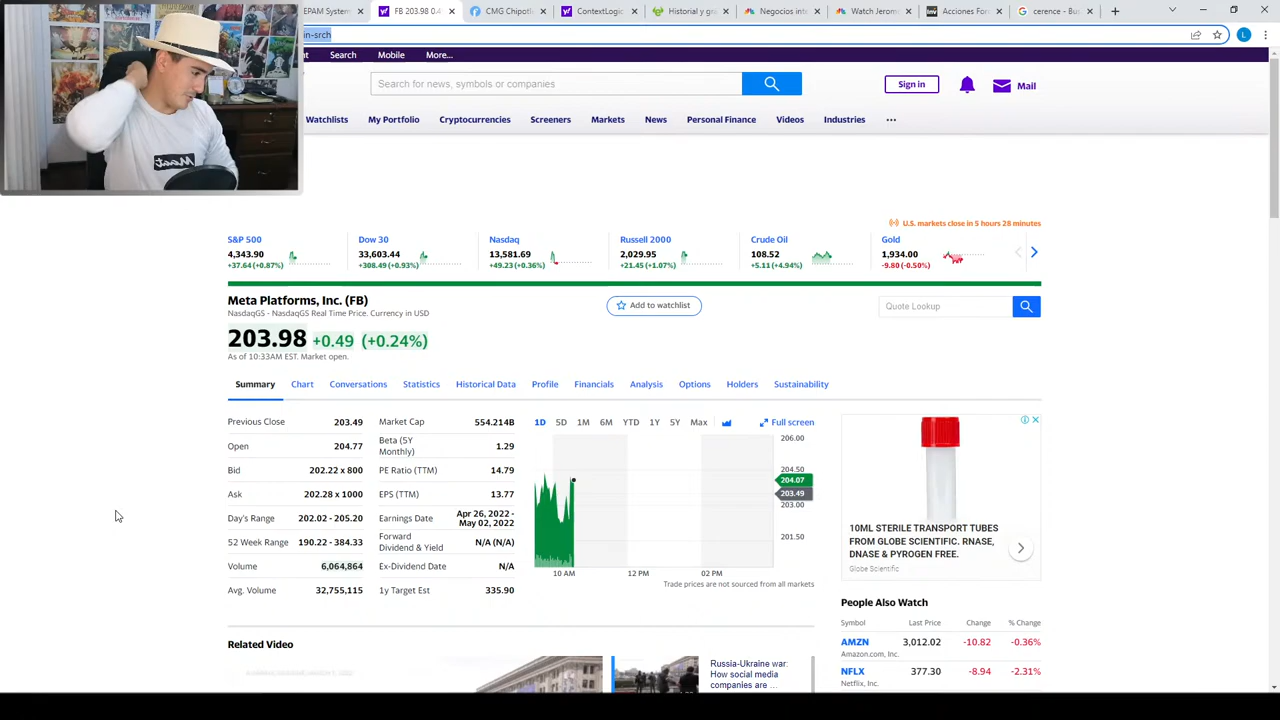 EPAM System
FB 203.98 0.4
CMG Chipotl
ContextLogic
Historial y g
Negocios int
Watch Jerom
Acciones For
cerence - Bu
in-srch
L
Search
Mobile
More...
Search for news, symbols or companies
Sign in
Mail
Watchlists
My Portfolio
Cryptocurrencies
Screeners
Markets
News
Personal Finance
Videos
Industries
U.S. markets close in 5 hours 28 minutes
S&P 500
4,343.90
+37.64 (+0.87%)
Dow 30
33,603.44
+308.49 (+0.93%)
Nasdaq
13,581.69
+49.23 (+0.36%)
Russell 2000
2,029.95
+21.45 (+1.07%)
Crude Oil
108.52
+5.11 (+4.94%)
Gold
1,934.00
-9.80 (-0.50%)
Meta Platforms, Inc. (FB)
NasdaqGS - NasdaqGS Real Time Price. Currency in USD
Add to watchlist
Quote Lookup
203.98 +0.49 (+0.24%)
As of 10:33AM EST. Market open.
Summary
Chart
Conversations
Statistics
Historical Data
Profile
Financials
Analysis
Options
Holders
Sustainability
Previous Close 203.49
Open 204.77
Bid 202.22 x 800
Ask 202.28 x 1000
Day's Range 202.02 - 205.20
52 Week Range 190.22 - 384.33
Volume 6,064,864
Avg. Volume 32,755,115
Market Cap 554.214B
Beta (5Y
Monthly) 1.29
PE Ratio (TTM) 14.79
EPS (TTM) 13.77
Earnings Date Apr 26, 2022 -
May 02, 2022
Forward
Dividend & Yield N/A (N/A)
Ex-Dividend Date N/A
1y Target Est 335.90
1D 5D 1M 6M YTD 1Y 5Y Max
Full screen
206.00
204.50
204.07
203.49
203.00
201.50
10 AM
12 PM
02 PM
Trade prices are not sourced from all markets
10ML STERILE TRANSPORT TUBES
FROM GLOBE SCIENTIFIC. RNASE,
DNASE & PYROGEN FREE.
Globe Scientific
People Also Watch
Symbol Last Price Change % Change
AMZN 3,012.02 -10.82 -0.36%
Amazon.com, Inc.
NFLX 377.30 -8.94 -2.31%
Netflix, Inc.
Related Video
Russia-Ukraine war:
How social media
companies are ...